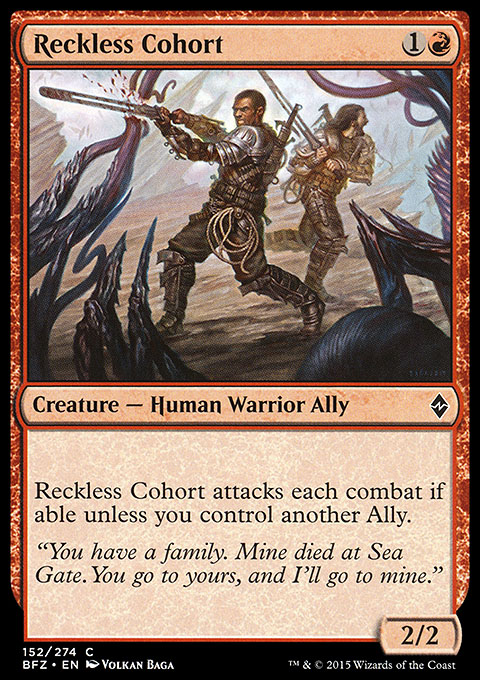 Reckless Cohort 1
Creature — Human Warrior Ally
Reckless Cohort attacks each combat if
able unless you control another Ally.
“You have a family. Mine died at Sea
Gate. You go to yours, and I’ll go to mine.”
2/2
152/274 C
BFZ • EN Volkan Baga
™ & © 2015 Wizards of the Coast